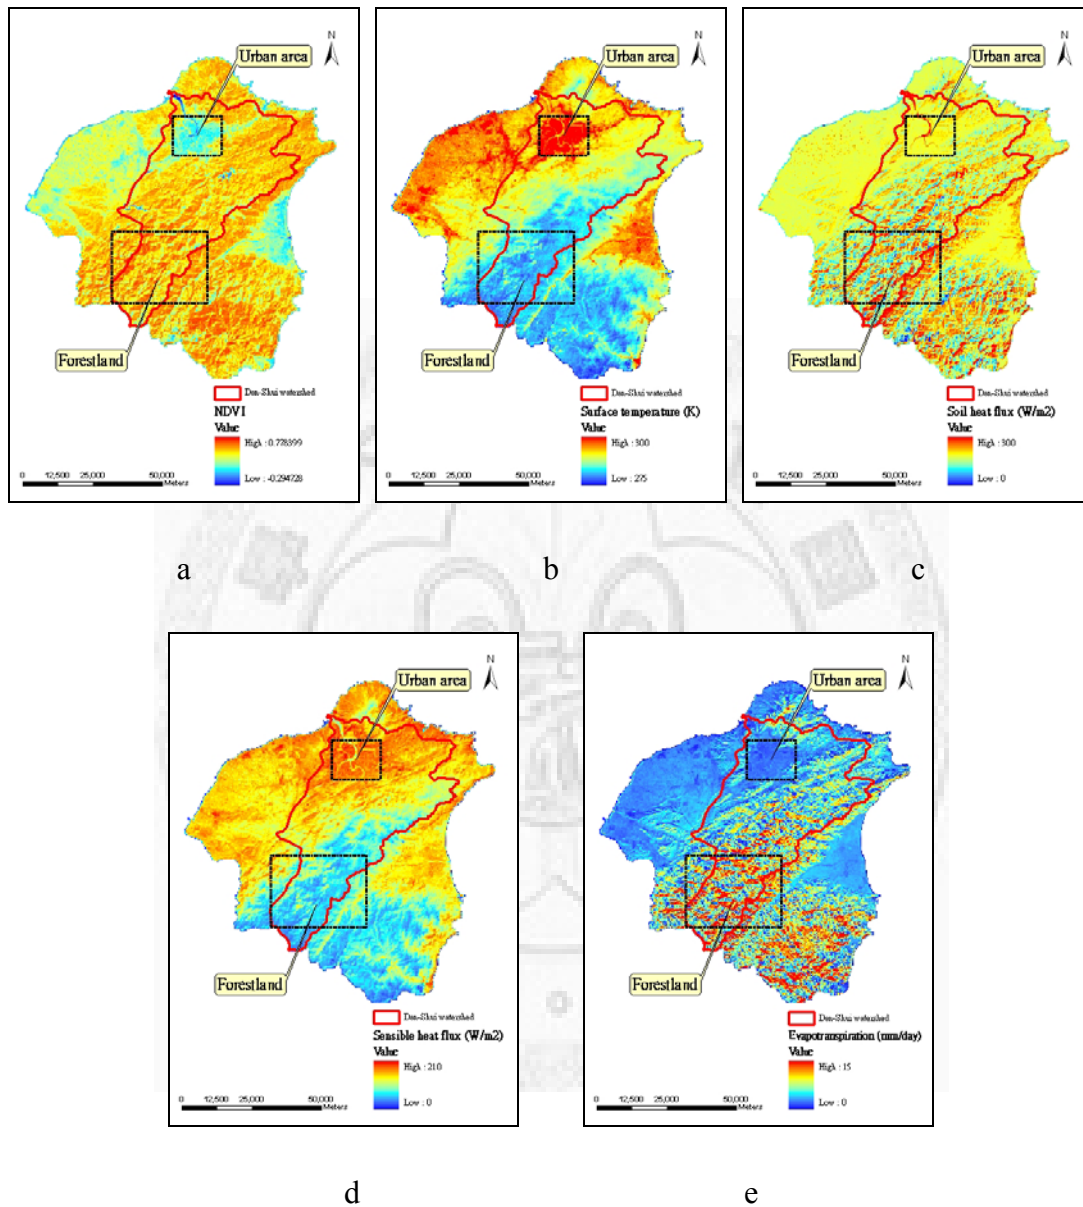 N
Urban area
Forestland
Dan-Shui watershed
NDVI
Value
High : 0.778399
Low : -0.294728
0 12,500 25,000 50,000
Meters
N
Urban area
Forestland
Dan-Shui watershed
Surface temperature (K)
Value
High : 300
Low : 275
0 12,500 25,000 50,000
Meters
N
Urban area
Forestland
Dan-Shui watershed
Soil heat flux (W/m2)
Value
High : 300
Low : 0
0 12,500 25,000 50,000
Meters
a
b
c
N
Urban area
Forestland
Dan-Shui watershed
Sensible heat flux (W/m2)
Value
High : 210
Low : 0
0 12,500 25,000 50,000
Meters
N
Urban area
Forestland
Dan-Shui watershed
Evapotranspiration (mm/day)
Value
High : 15
Low : 0
0 12,500 25,000 50,000
Meters
d
e